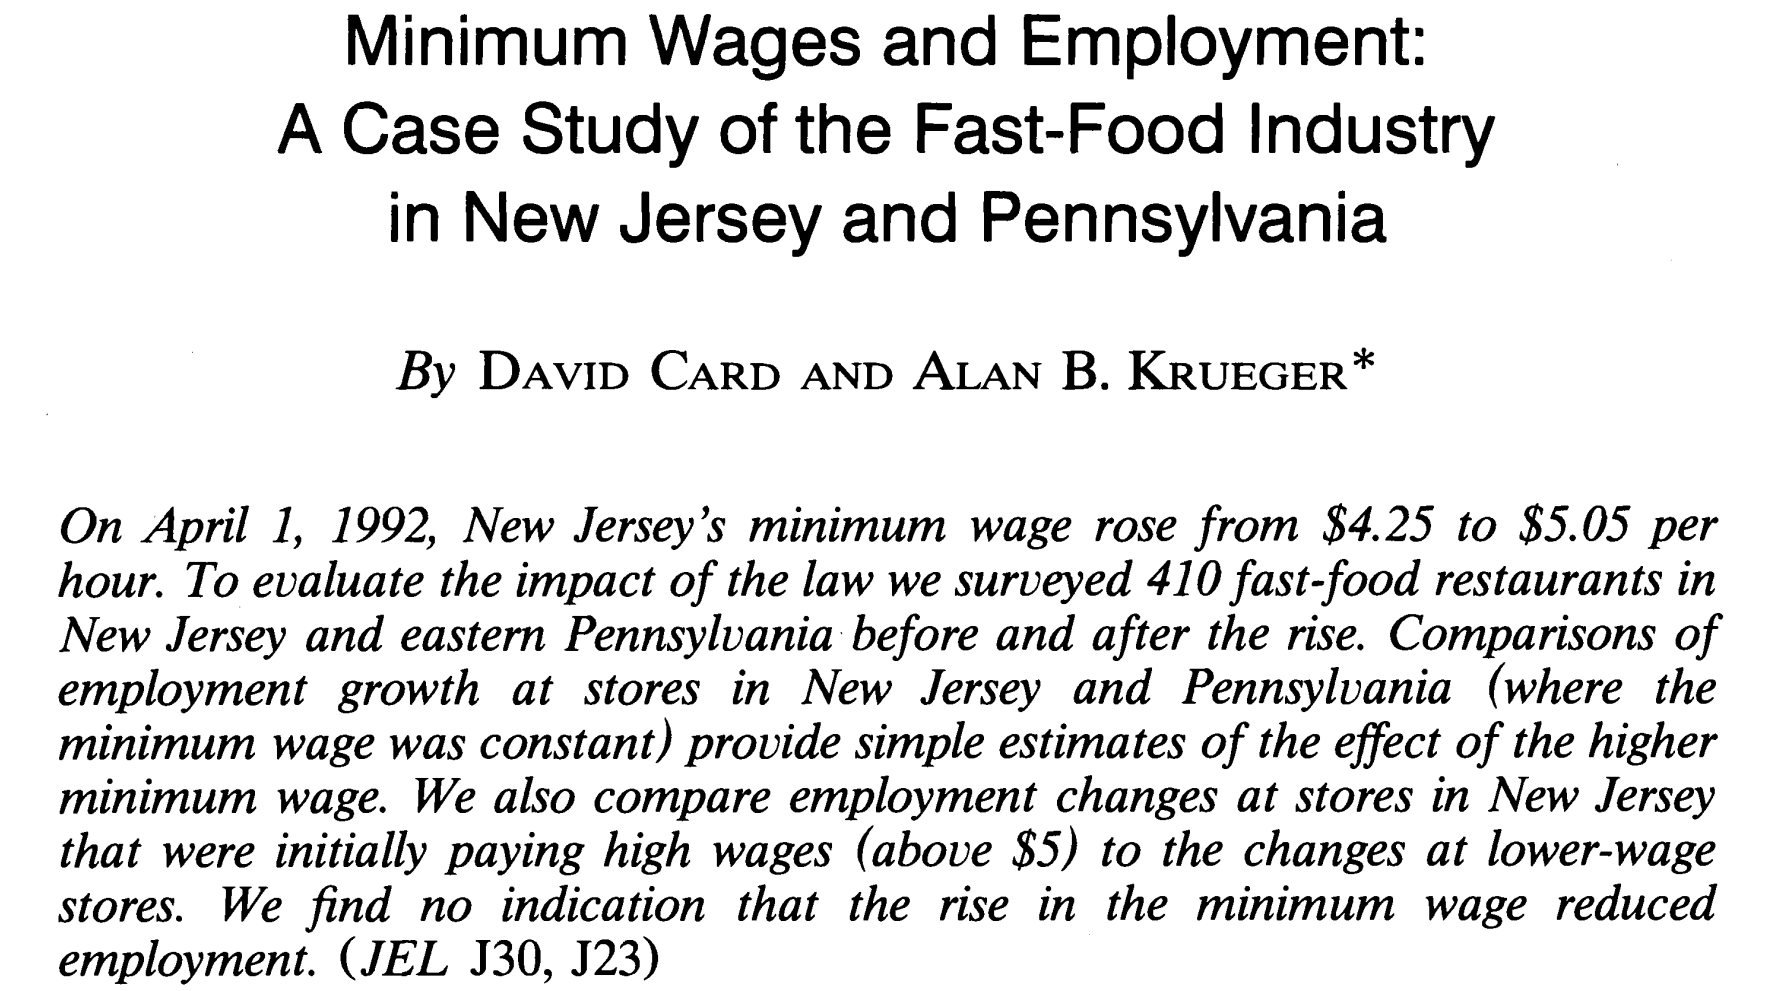 Minimum Wages and Employment:
A Case Study of the Fast-Food Industry
in New Jersey and Pennsylvania
By DAVID CARD AND ALAN B. KRUEGER*
On April 1, 1992, New Jersey's minimum wage rose from $4.25 to $5.05 per
hour. To evaluate the impact of the law we surveyed 410 fast-food restaurants in
New Jersey and eastern Pennsylvania before and after the rise. Comparisons of
employment growth at stores in New Jersey and Pennsylvania (where the
minimum wage was constant) provide simple estimates of the effect of the higher
minimum wage. We also compare employment changes at stores in New Jersey
that were initially paying high wages (above $5) to the changes at lower-wage
stores. We find no indication that the rise in the minimum wage reduced
employment. (JEL J30, J23)